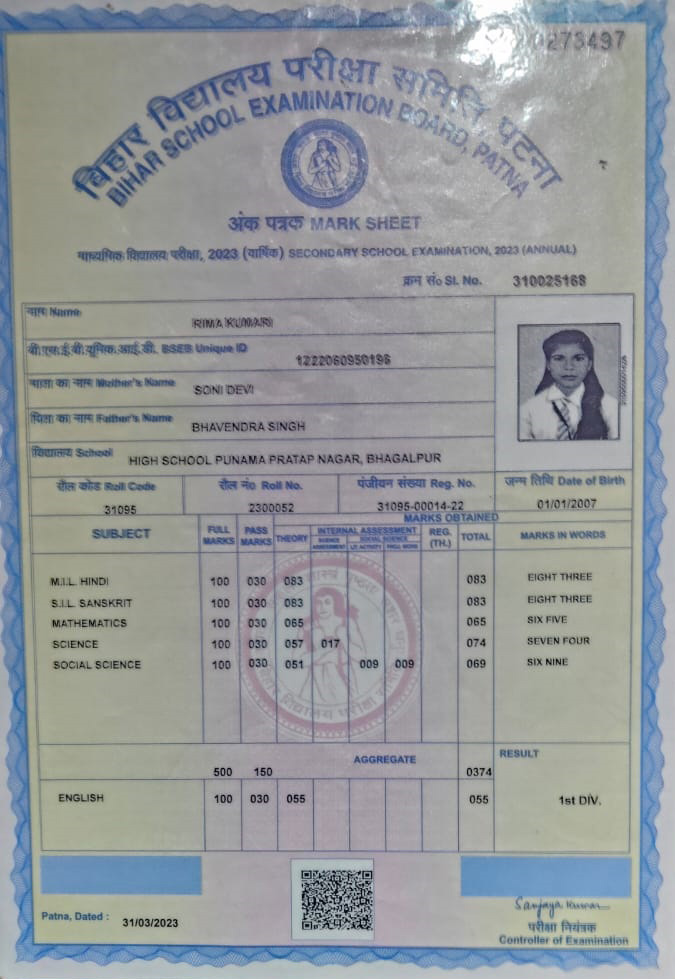 273497
बिहार विद्यालय परीक्षा समिति, पटना
BIHAR SCHOOL EXAMINATION BOARD, PATNA
अंक पत्रक MARK SHEET
माध्यमिक विद्यालय परीक्षा, 2023 (वार्षिक) SECONDARY SCHOOL EXAMINATION, 2023 (ANNUAL)
क्रम सं० Sl. No. 310025168
नाम Name RIMA KUMARI
बी.एस.ई.बी.यूनिक.आई.डी. BSEB Unique ID 1222060950196
माता का नाम Mother's Name SONI DEVI
पिता का नाम Father's Name BHAVENDRA SINGH
विद्यालय School HIGH SCHOOL PUNAMA PRATAP NAGAR, BHAGALPUR
रौल कोड Roll Code रौल नं० Roll No. पंजीयन संख्या Reg. No. जन्म तिथि Date of Birth
31095 2300052 31095-00014-22 01/01/2007
MARKS OBTAINED
SUBJECT FULL MARKS PASS MARKS THEORY INTERNAL ASSESSMENT REG. (TH.) TOTAL MARKS IN WORDS
SCIENCE ASSESSMENT SOCIAL SCIENCE
M.I.L. HINDI 100 030 083 083 EIGHT THREE
S.I.L. SANSKRIT 100 030 083 083 EIGHT THREE
MATHEMATICS 100 030 065 065 SIX FIVE
SCIENCE 100 030 057 017 074 SEVEN FOUR
SOCIAL SCIENCE 100 030 051 009 009 069 SIX NINE
AGGREGATE RESULT
500 150 0374
ENGLISH 100 030 055 055 1st DIV.
Patna, Dated : 31/03/2023
Sanjaya Kumar
परीक्षा नियंत्रक
Controller of Examination